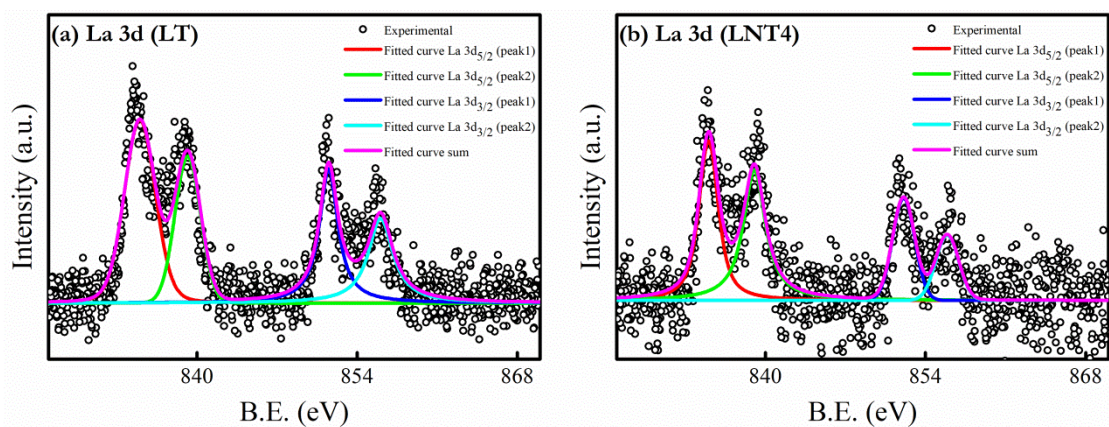 (a) La 3d (LT)
Experimental
Fitted curve La 3d5/2 (peak1)
Fitted curve La 3d5/2 (peak2)
Fitted curve La 3d3/2 (peak1)
Fitted curve La 3d3/2 (peak2)
Fitted curve sum
Intensity (a.u.)
840
854
868
B.E. (eV)
(b) La 3d (LNT4)
Experimental
Fitted curve La 3d5/2 (peak1)
Fitted curve La 3d5/2 (peak2)
Fitted curve La 3d3/2 (peak1)
Fitted curve La 3d3/2 (peak2)
Fitted curve sum
Intensity (a.u.)
840
854
868
B.E. (eV)